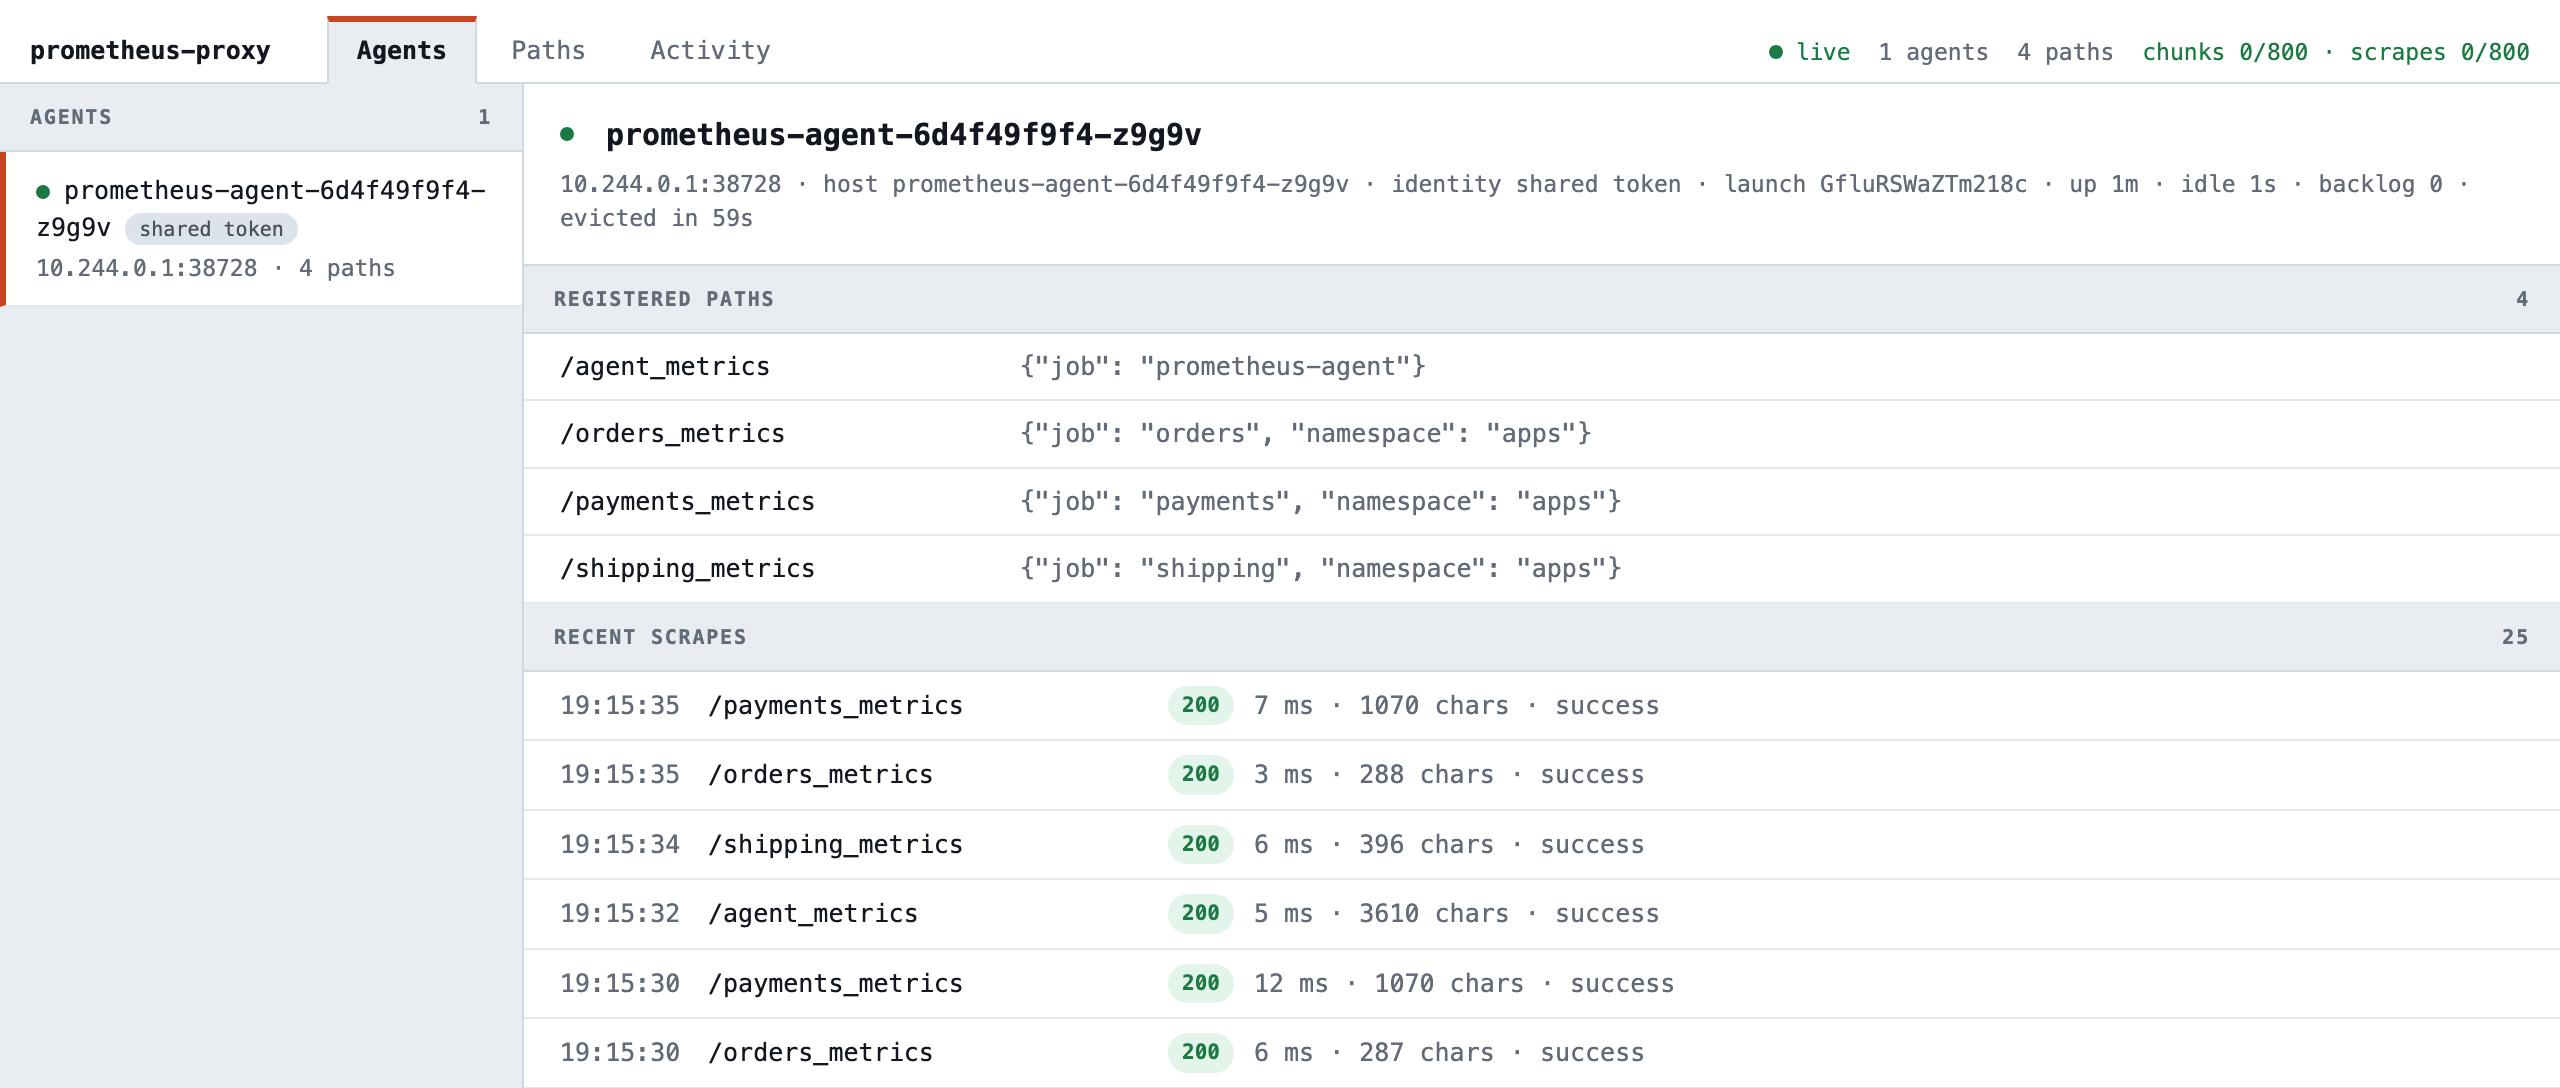 prometheus-proxy Agents Paths Activity ● live 1 agents 4 paths chunks 0/800 · scrapes 0/800
AGENTS 1
● prometheus-agent-6d4f49f9f4-
z9g9v shared token
10.244.0.1:38728 · 4 paths
● prometheus-agent-6d4f49f9f4-z9g9v
10.244.0.1:38728 · host prometheus-agent-6d4f49f9f4-z9g9v · identity shared token · launch GfluRSWaZTm218c · up 1m · idle 1s · backlog 0 ·
evicted in 59s
REGISTERED PATHS 4
/agent_metrics {"job": "prometheus-agent"}
/orders_metrics {"job": "orders", "namespace": "apps"}
/payments_metrics {"job": "payments", "namespace": "apps"}
/shipping_metrics {"job": "shipping", "namespace": "apps"}
RECENT SCRAPES 25
19:15:35 /payments_metrics 200 7 ms · 1070 chars · success
19:15:35 /orders_metrics 200 3 ms · 288 chars · success
19:15:34 /shipping_metrics 200 6 ms · 396 chars · success
19:15:32 /agent_metrics 200 5 ms · 3610 chars · success
19:15:30 /payments_metrics 200 12 ms · 1070 chars · success
19:15:30 /orders_metrics 200 6 ms · 287 chars · success